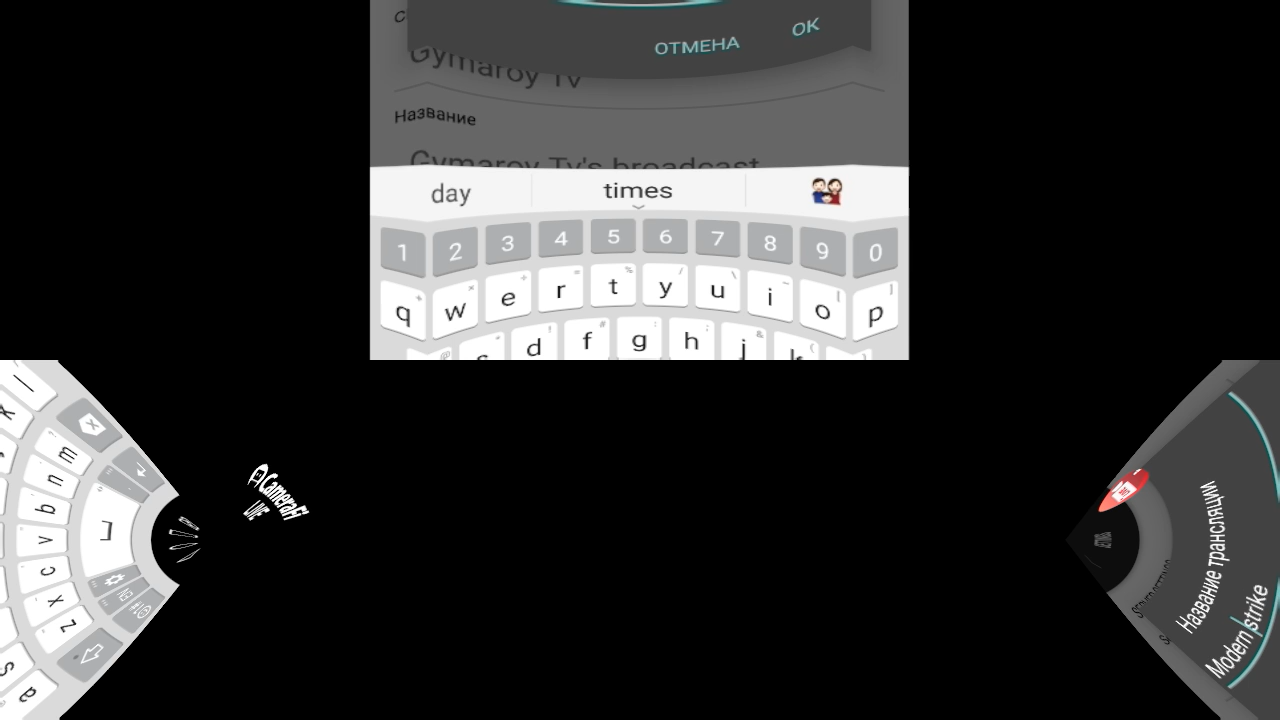 ОТМЕНА
OK
Gymaroy Tv
Название
Gymaroy Tv's broadcast
day
times
1 2 3 4 5 6 7 8 9 0
q w e r t y u i o p
d f g h j k
m
n
b
v
c
x
z
s
a
EN
CameraFi
LIVE
Название трансляции
Modern strike